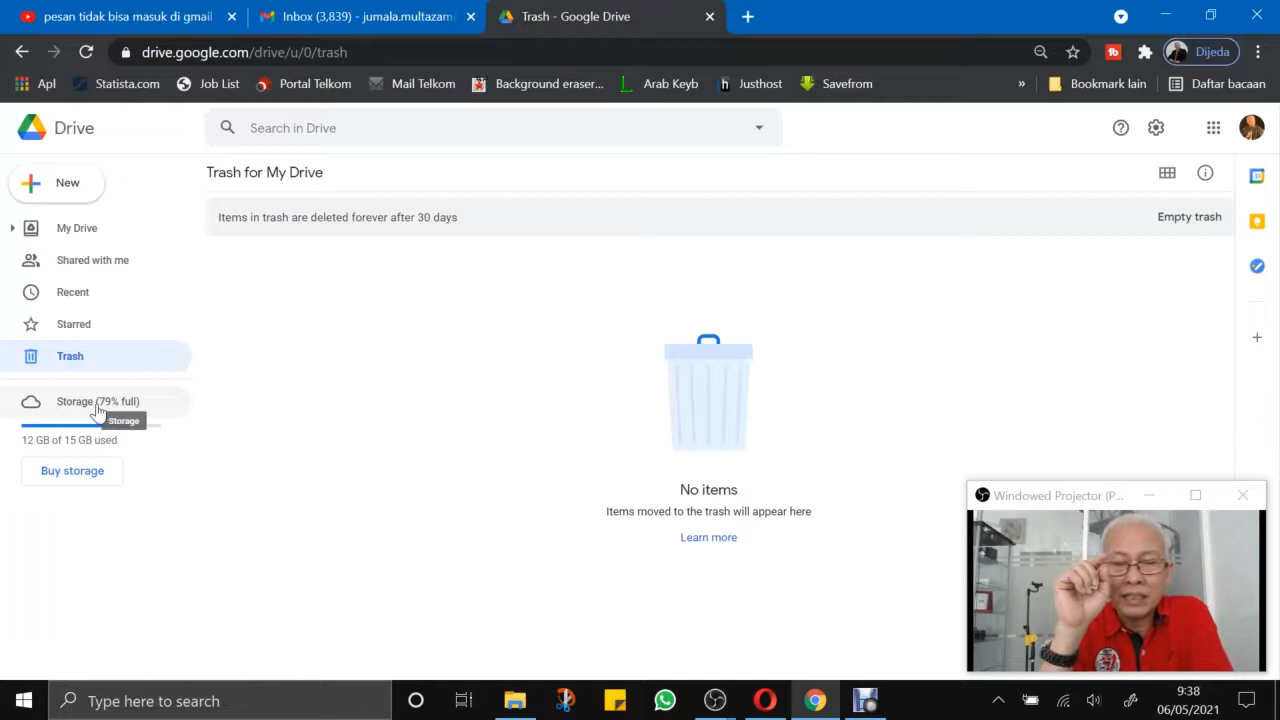 pesan tidak bisa masuk di gmail
Inbox (3,839) - jumala.multazam
Trash - Google Drive
drive.google.com/drive/u/0/trash
Dijeda
Apl
Statista.com
Job List
Portal Telkom
Mail Telkom
Background eraser...
Arab Keyb
Justhost
Savefrom
»
Bookmark lain
Daftar bacaan
Drive
Search in Drive
New
Trash for My Drive
Items in trash are deleted forever after 30 days
Empty trash
My Drive
Shared with me
Recent
Starred
Trash
Storage (79% full)
Storage
12 GB of 15 GB used
Buy storage
No items
Items moved to the trash will appear here
Learn more
Windowed Projector (P...
Type here to search
9:38
06/05/2021